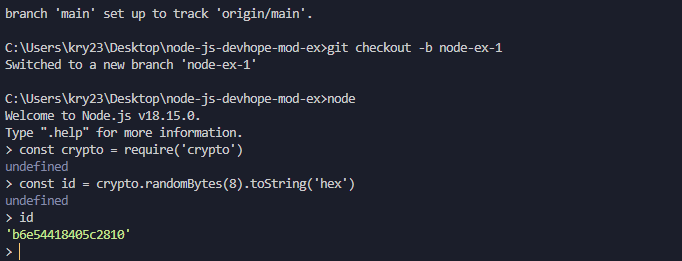 branch 'main' set up to track 'origin/main'.
C:\Users\kry23\Desktop\node-js-devhope-mod-ex>git checkout -b node-ex-1
Switched to a new branch 'node-ex-1'
C:\Users\kry23\Desktop\node-js-devhope-mod-ex>node
Welcome to Node.js v18.15.0.
Type ".help" for more information.
> const crypto = require('crypto')
undefined
> const id = crypto.randomBytes(8).toString('hex')
undefined
> id
'b6e54418405c2810'
>